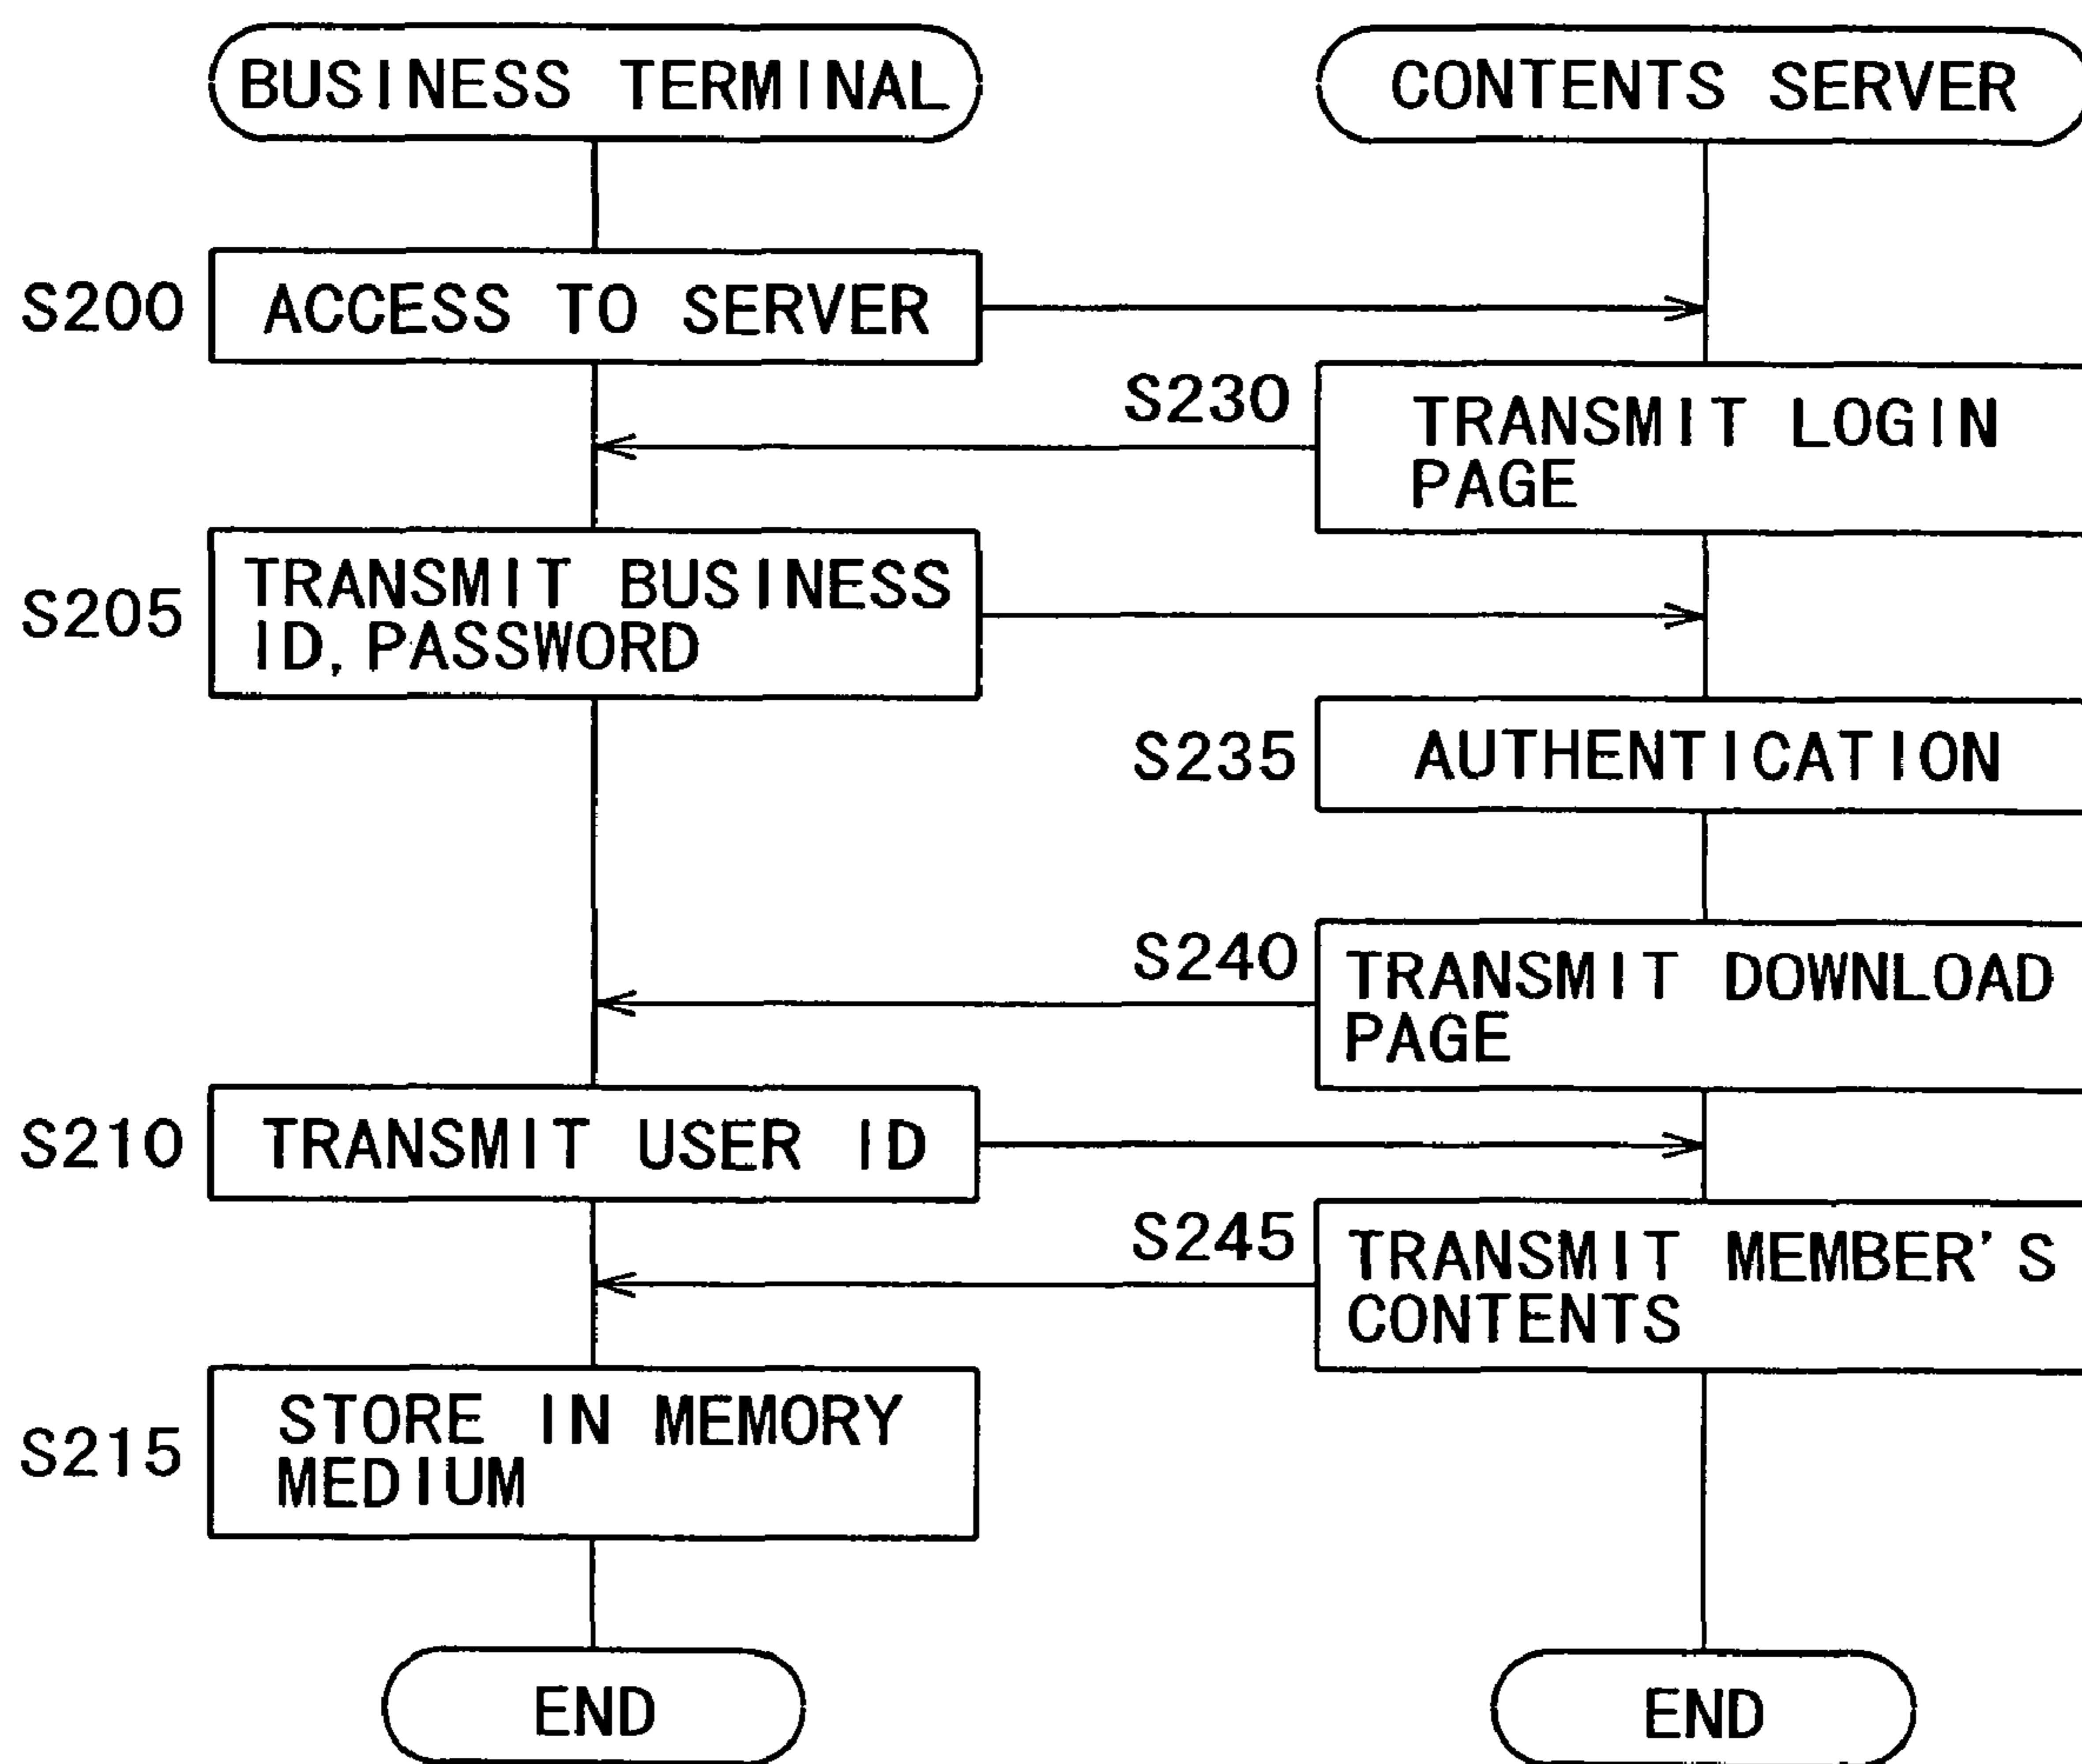 BUSINESS TERMINAL
CONTENTS SERVER
S200
ACCESS TO SERVER
S230
TRANSMIT LOGIN
PAGE
S205
TRANSMIT BUSINESS
ID, PASSWORD
S235
AUTHENTICATION
S240
TRANSMIT DOWNLOAD
PAGE
S210
TRANSMIT USER ID
S245
TRANSMIT MEMBER'S
CONTENTS
S215
STORE IN MEMORY
MEDIUM
END
END